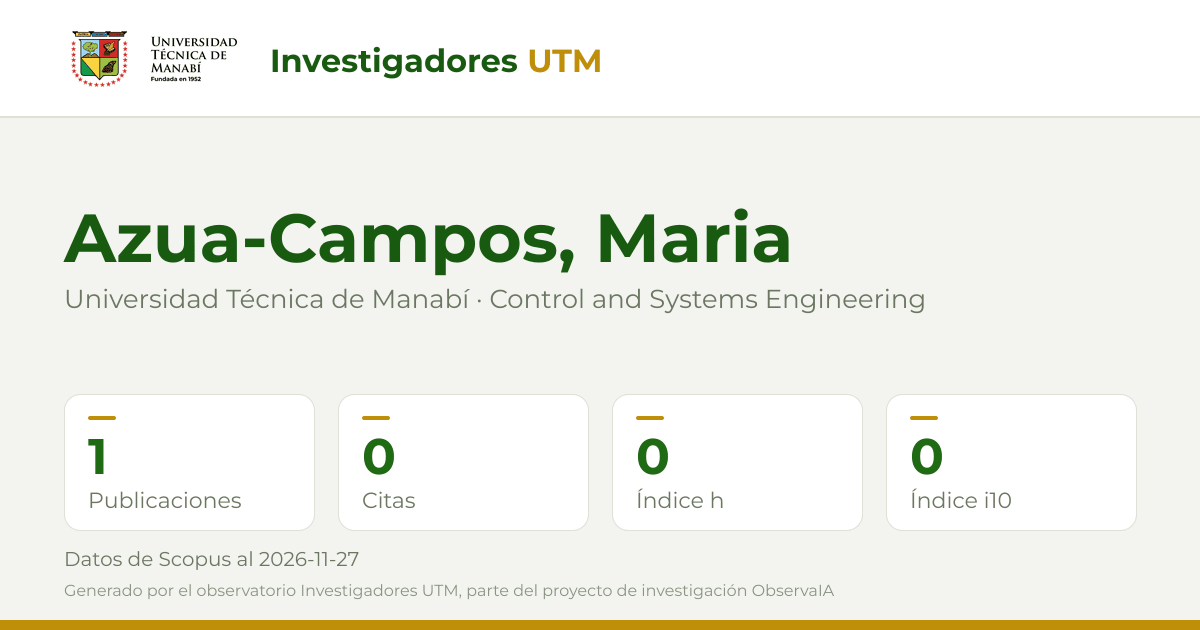 UNIVERSIDAD
TÉCNICA DE
MANABÍ
Fundada en 1952
Investigadores UTM
Azua-Campos, Maria
Universidad Técnica de Manabí · Control and Systems Engineering
1
Publicaciones
0
Citas
0
Índice h
0
Índice i10
Datos de Scopus al 2026-11-27
Generado por el observatorio Investigadores UTM, parte del proyecto de investigación ObservaIA